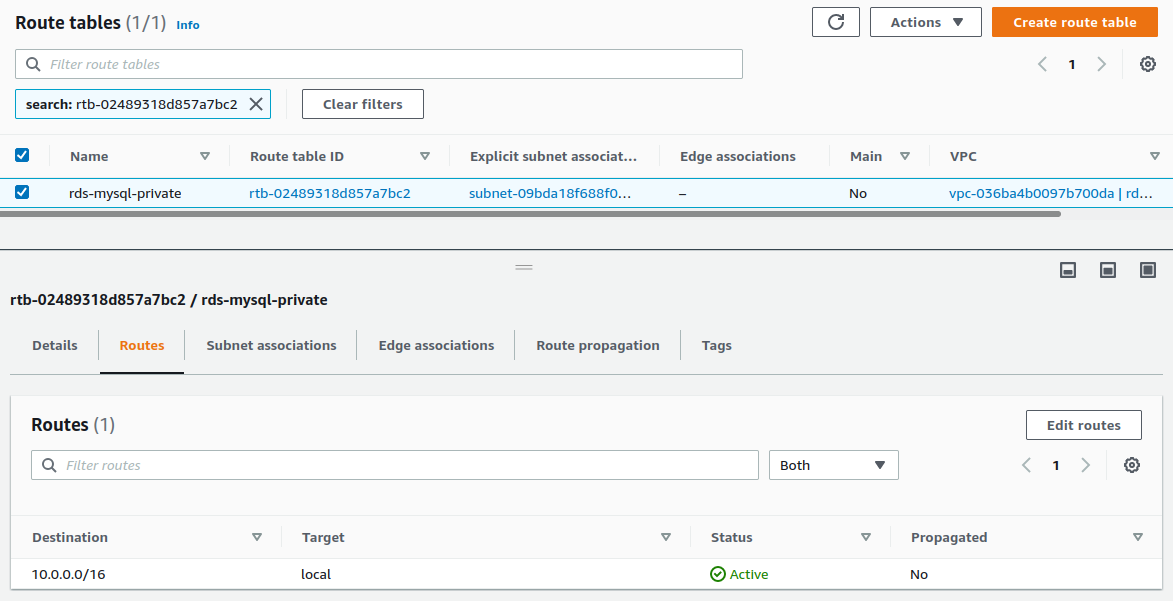 Route tables (1/1) Info
Actions
Create route table
Filter route tables
1
search: rtb-02489318d857a7bc2
Clear filters
Name Route table ID Explicit subnet associat... Edge associations Main VPC
rds-mysql-private rtb-02489318d857a7bc2 subnet-09bda18f688f0... – No vpc-036ba4b0097b700da | rd...
rtb-02489318d857a7bc2 / rds-mysql-private
Details Routes Subnet associations Edge associations Route propagation Tags
Routes (1)
Edit routes
Filter routes
Both
1
Destination Target Status Propagated
10.0.0.0/16 local Active No